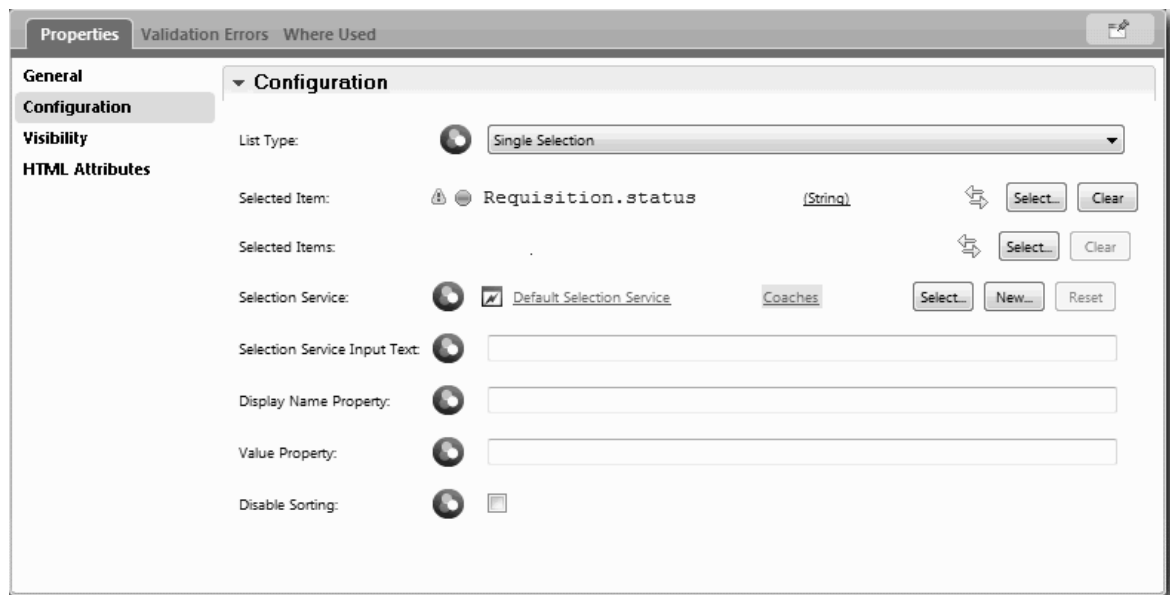 Properties Validation Errors Where Used
General
Configuration
Visibility
HTML Attributes
Configuration
List Type: Single Selection
Selected Item: Requisition.status (String) Select... Clear
Selected Items: Select... Clear
Selection Service: Default Selection Service Coaches Select... New... Reset
Selection Service Input Text:
Display Name Property:
Value Property:
Disable Sorting: